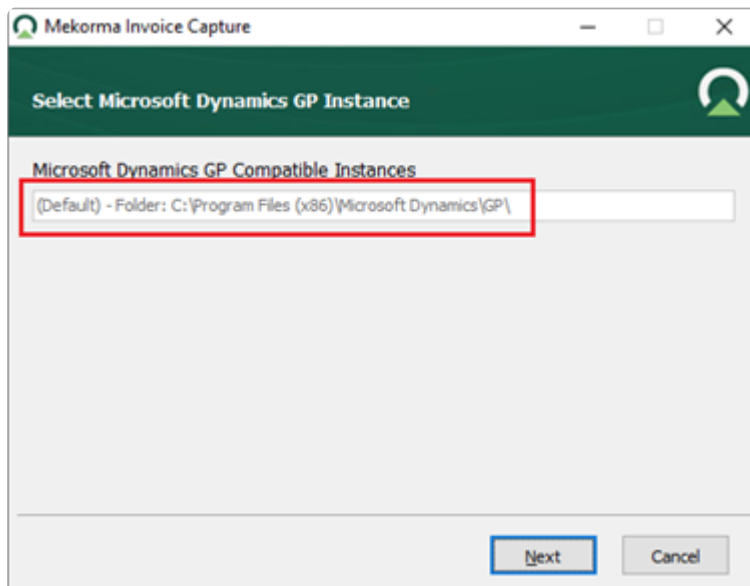 Mekorma Invoice Capture
Select Microsoft Dynamics GP Instance
Microsoft Dynamics GP Compatible Instances
(Default) - Folder: C:\Program Files (x86)\Microsoft Dynamics\GP\
Next
Cancel